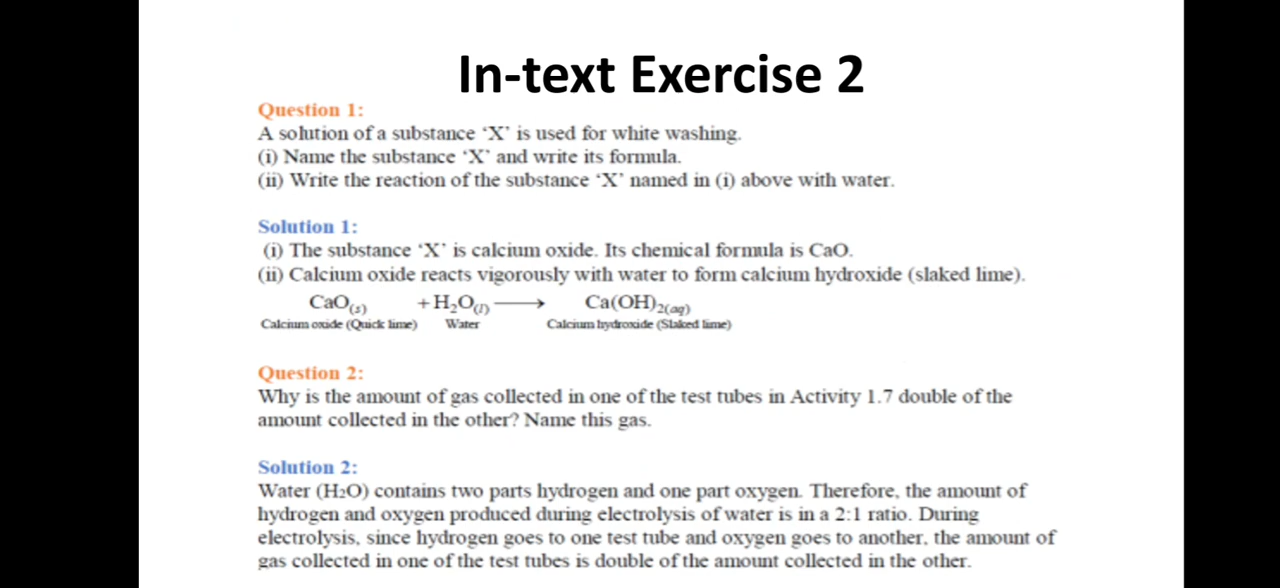 In-text Exercise 2
Question 1:
A solution of a substance ‘X’ is used for white washing.
(i) Name the substance ‘X’ and write its formula.
(ii) Write the reaction of the substance ‘X’ named in (i) above with water.
Solution 1:
(i) The substance ‘X’ is calcium oxide. Its chemical formula is CaO.
(ii) Calcium oxide reacts vigorously with water to form calcium hydroxide (slaked lime).
CaO(s) + H₂O(l) ⟶ Ca(OH)₂(aq)
Calcium oxide (Quick lime) Water Calcium hydroxide (Slaked lime)
Question 2:
Why is the amount of gas collected in one of the test tubes in Activity 1.7 double of the
amount collected in the other? Name this gas.
Solution 2:
Water (H₂O) contains two parts hydrogen and one part oxygen. Therefore, the amount of
hydrogen and oxygen produced during electrolysis of water is in a 2:1 ratio. During
electrolysis, since hydrogen goes to one test tube and oxygen goes to another, the amount of
gas collected in one of the test tubes is double of the amount collected in the other.